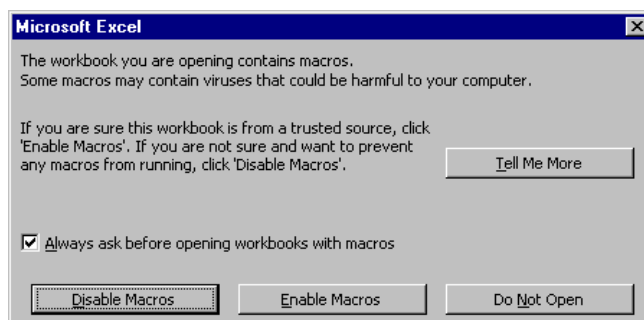 Microsoft Excel
The workbook you are opening contains macros.
Some macros may contain viruses that could be harmful to your computer.
If you are sure this workbook is from a trusted source, click
'Enable Macros'. If you are not sure and want to prevent
any macros from running, click 'Disable Macros'.
Tell Me More
Always ask before opening workbooks with macros
Disable Macros
Enable Macros
Do Not Open